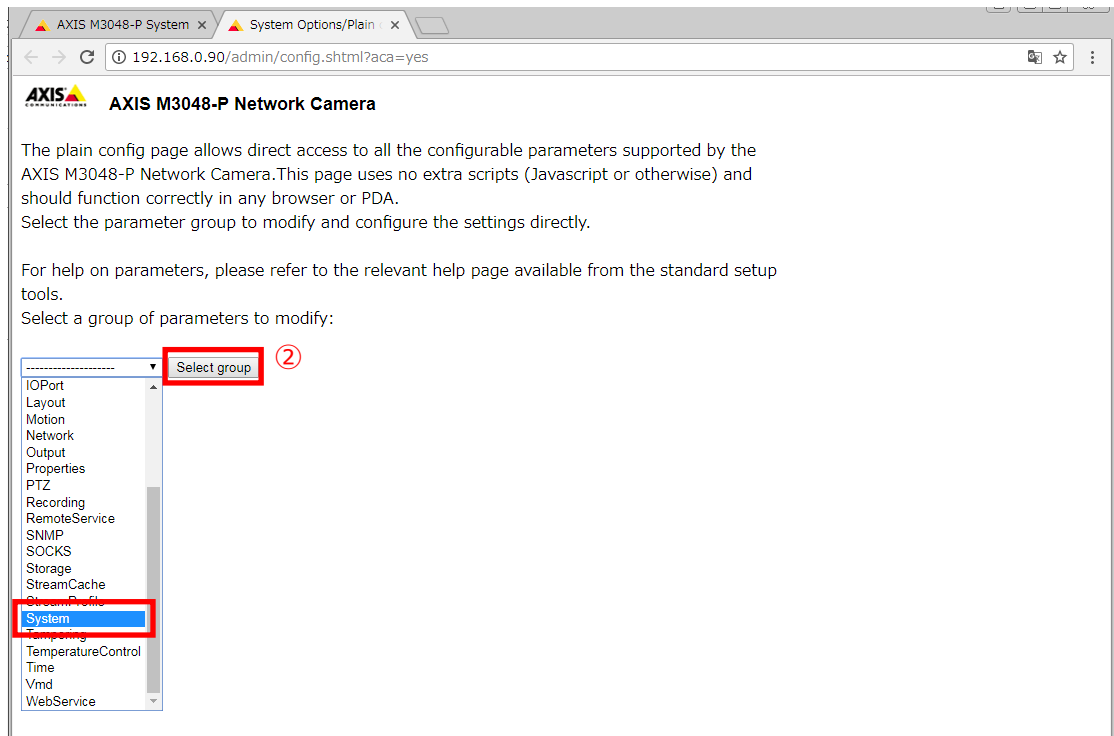 AXIS M3048-P System
System Options/Plain
192.168.0.90/admin/config.shtml?aca=yes
AXIS
COMMUNICATIONS
AXIS M3048-P Network Camera
The plain config page allows direct access to all the configurable parameters supported by the
AXIS M3048-P Network Camera.This page uses no extra scripts (Javascript or otherwise) and
should function correctly in any browser or PDA.
Select the parameter group to modify and configure the settings directly.
For help on parameters, please refer to the relevant help page available from the standard setup
tools.
Select a group of parameters to modify:
-------------------- Select group ②
IOPort
Layout
Motion
Network
Output
Properties
PTZ
Recording
RemoteService
SNMP
SOCKS
Storage
StreamCache
StreamProfile
System
Tampering
TemperatureControl
Time
Vmd
WebService